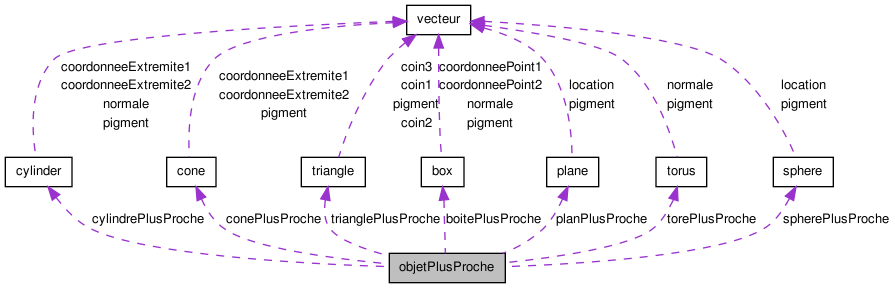 vecteur
coordonneeExtremite1
coordonneeExtremite2
normale
pigment
coordonneeExtremite1
coordonneeExtremite2
pigment
coin3
coin1
pigment
coin2
coordonneePoint1
coordonneePoint2
normale
pigment
location
pigment
normale
pigment
location
pigment
cylinder
cone
triangle
box
plane
torus
sphere
cylindrePlusProche
conePlusProche
trianglePlusProche
boitePlusProche
planPlusProche
torePlusProche
spherePlusProche
objetPlusProche